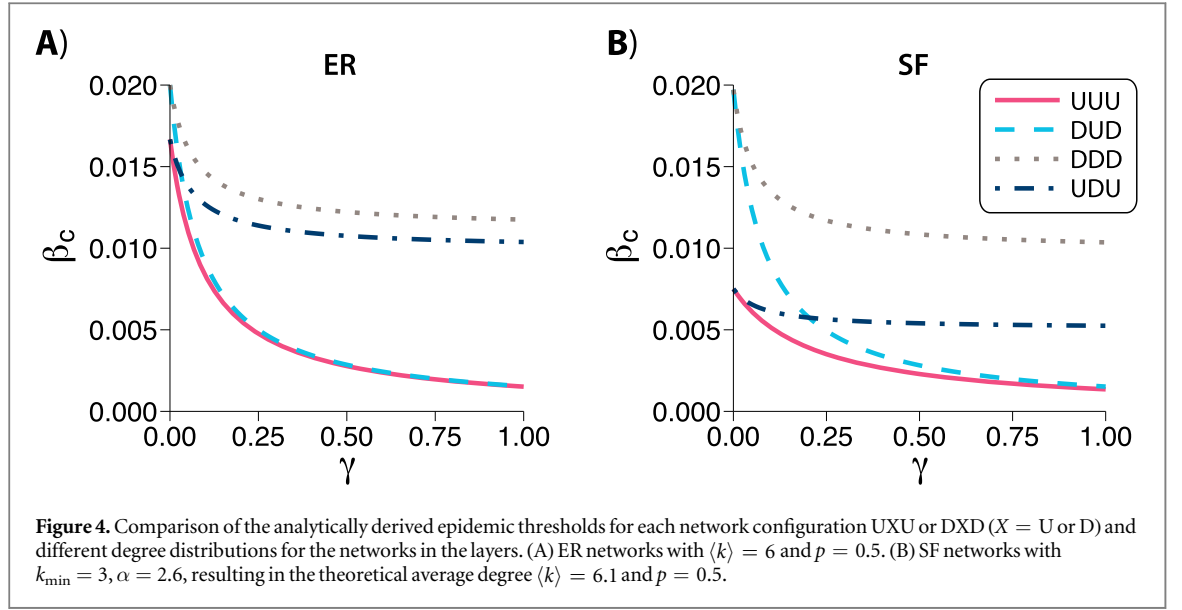 A)
ER
0.020
0.015
0.010
0.005
0.000
βc
0.00 0.25 0.50 0.75 1.00
γ
B)
SF
0.020
0.015
0.010
0.005
0.000
βc
0.00 0.25 0.50 0.75 1.00
γ
UUU
DUD
DDD
UDU
Figure 4. Comparison of the analytically derived epidemic thresholds for each network configuration UXU or DXD (X = U or D) and
different degree distributions for the networks in the layers. (A) ER networks with ⟨k⟩ = 6 and p = 0.5. (B) SF networks with
kmin = 3, α = 2.6, resulting in the theoretical average degree ⟨k⟩ = 6.1 and p = 0.5.